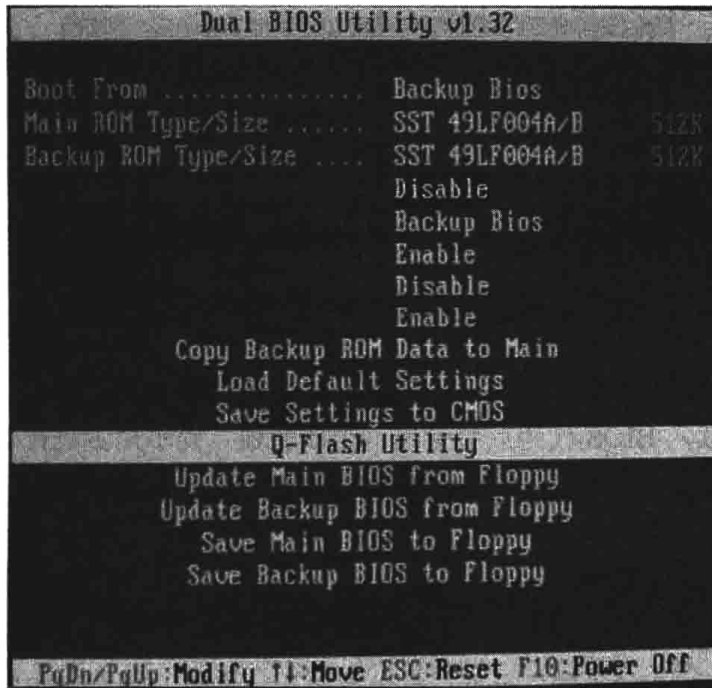 Dual BIOS Utility v1.32
Boot From ............... Backup Bios
Main ROM Type/Size ...... SST 49LF004A/B 512K
Backup ROM Type/Size .... SST 49LF004A/B 512K
Disable
Backup Bios
Enable
Disable
Enable
Copy Backup ROM Data to Main
Load Default Settings
Save Settings to CMOS
Q-Flash Utility
Update Main BIOS from Floppy
Update Backup BIOS from Floppy
Save Main BIOS to Floppy
Save Backup BIOS to Floppy
PgDn/PgUp:Modify ↑↓:Move ESC:Reset F10:Power Off